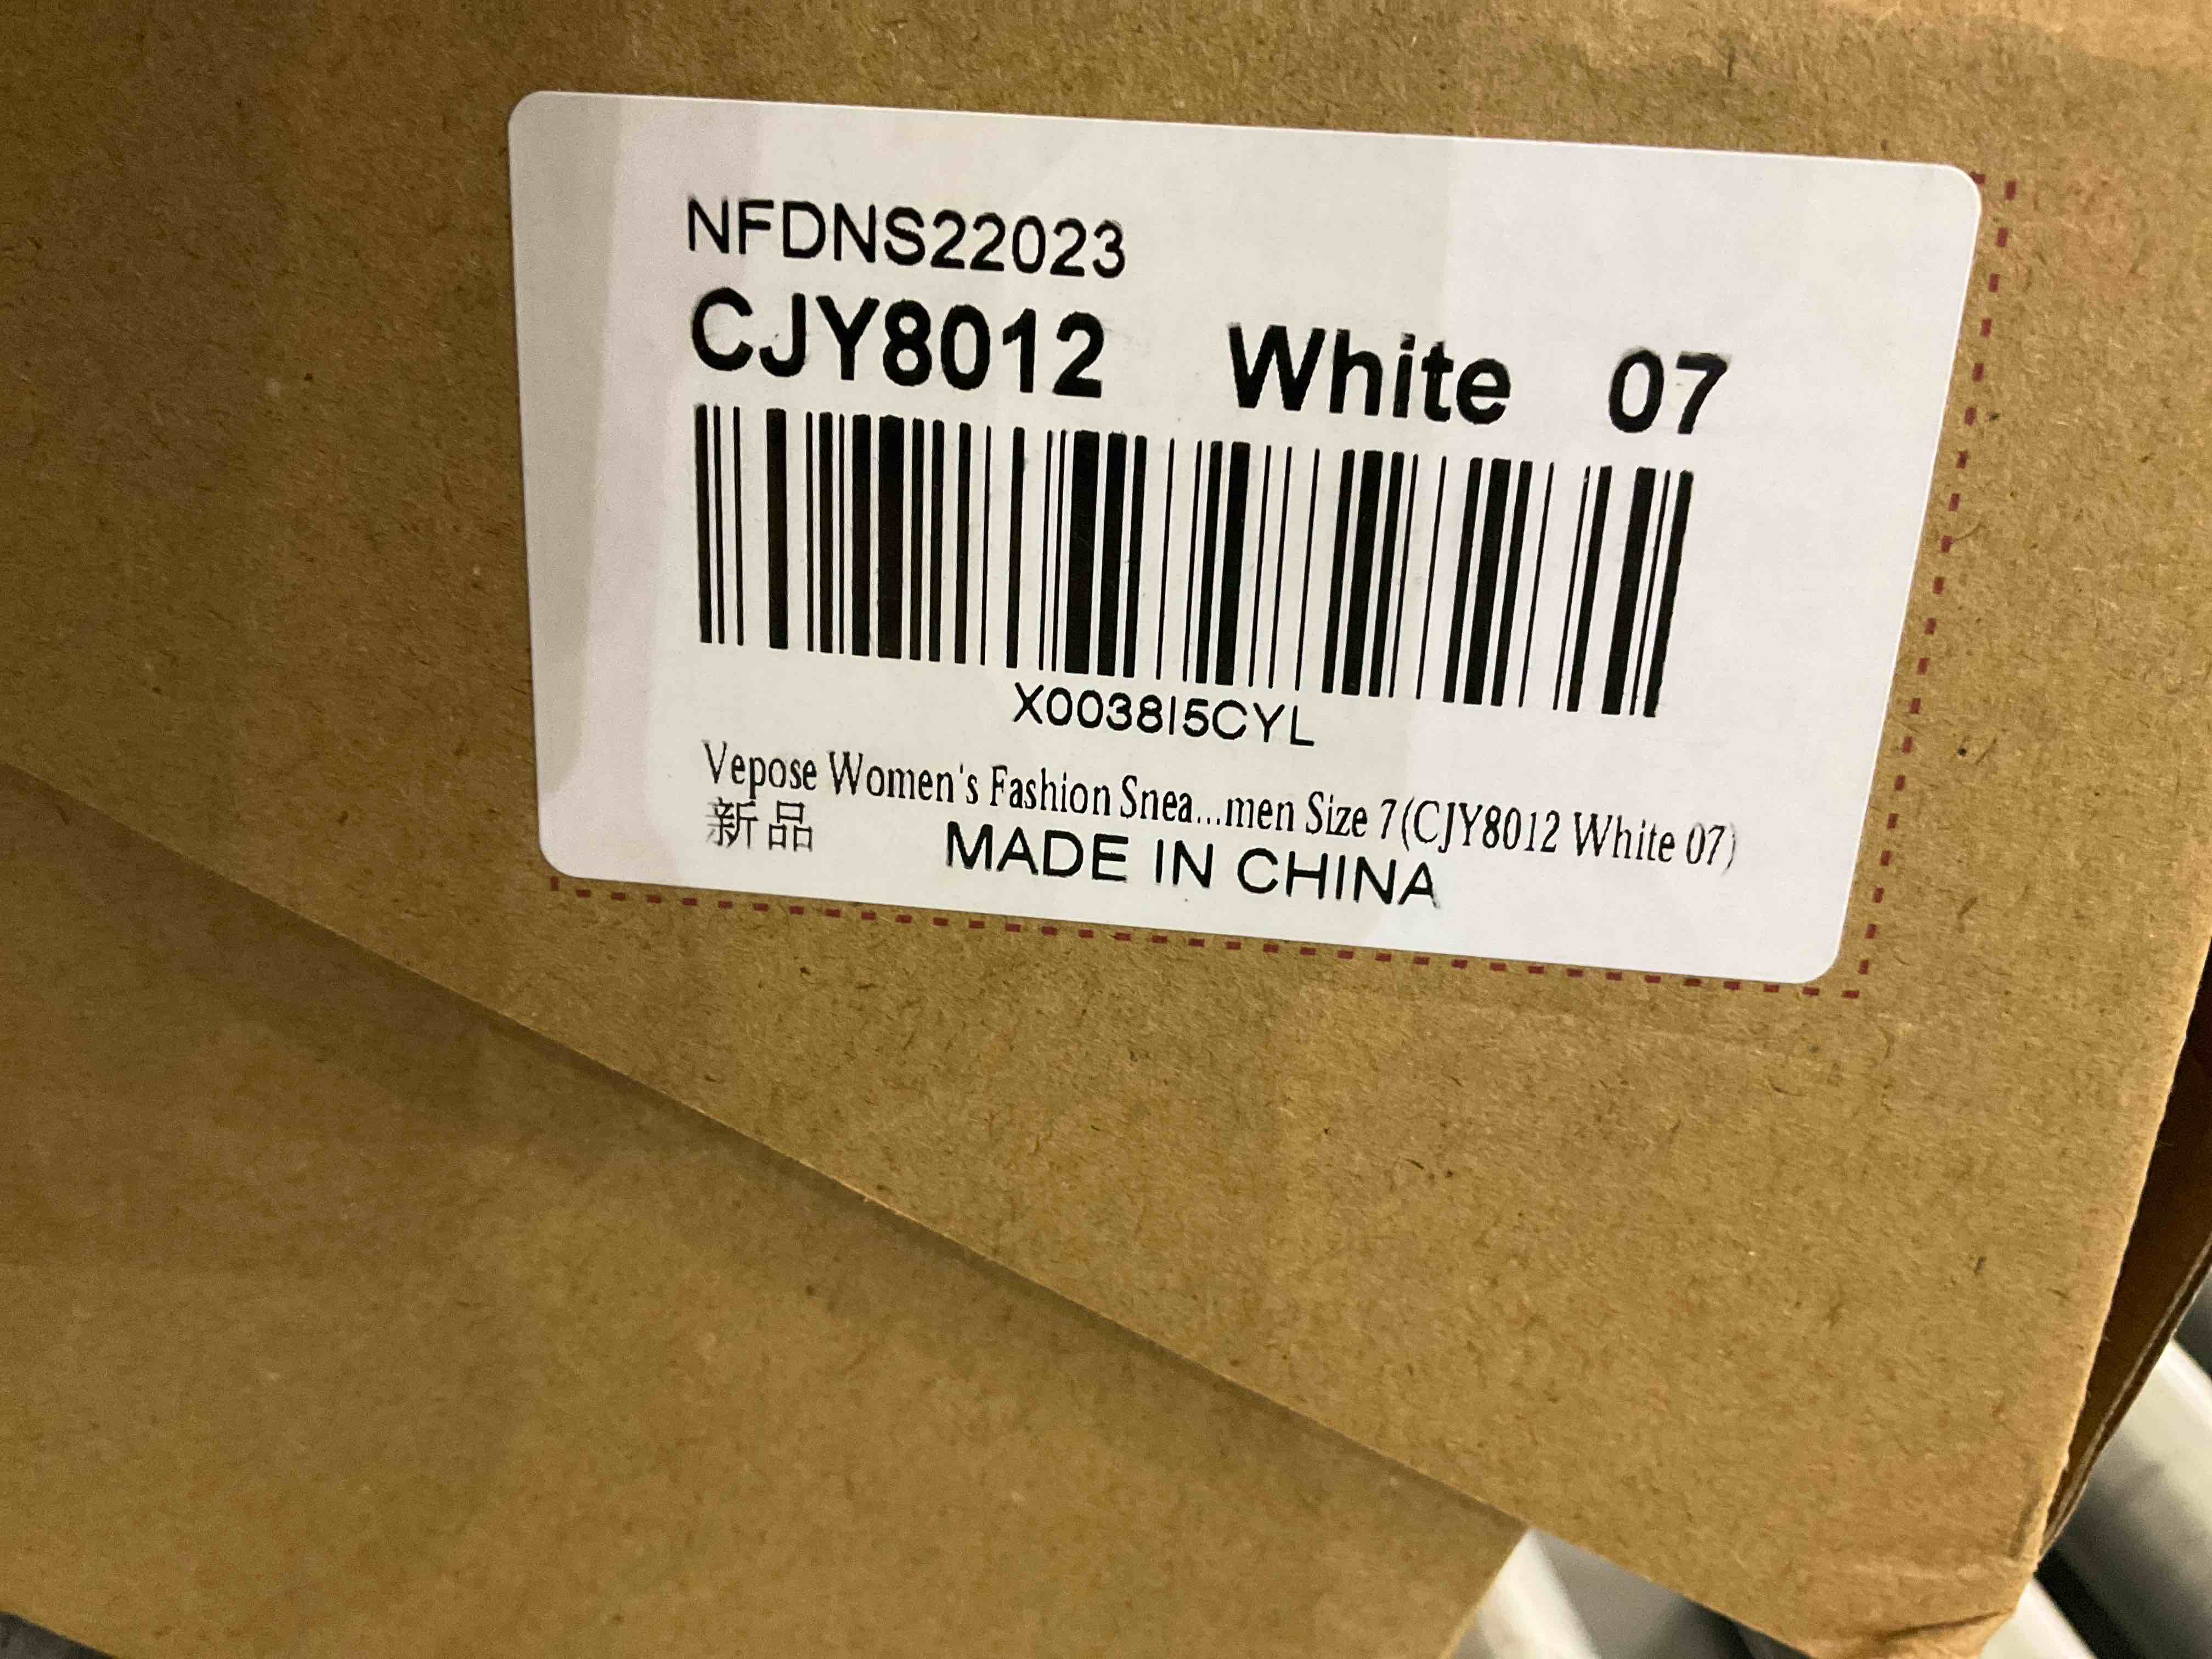 NFDNS22023
CJY8012 White 07
X0038I5CYL
Vepose Women's Fashion Snea...men Size 7(CJY8012 White 07)
新品
MADE IN CHINA